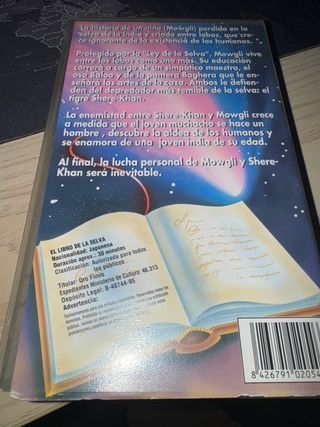 La historia de un niño (Mowgli) perdido en la
selva de la India y criado entre lobos, que cre-
ce ignorante de la existencia de los humanos.
Protegido por la "Ley de la Selva", Mowgli vive
entre los lobos como uno más. Su educación
correrá a cargo de un simpático maestro, el
oso Baloo y de la pantera Baghera que le en-
señará las artes de la caza. Ambos le defien-
den del depredador más temible de la selva: el
tigre Shere-Khan.
La enemistad entre Shere-Khan y Mowgli crece
a medida que el joven muchacho se hace un
hombre, descubre la aldea de los humanos y
se enamora de una joven india de su edad.
Al final, la lucha personal de Mowgli y Shere-
Khan será inevitable.
EL LIBRO DE LA SELVA
Nacionalidad: Japonesa
Duración aprox.: 30 minutos
Clasificación: Autorizada para todos
los públicos
Titular: Oro Films
Expedientes Ministerio de Cultura: 46.313
Depósito Legal: B-48744-95
Advertencia:
8 426791 02054